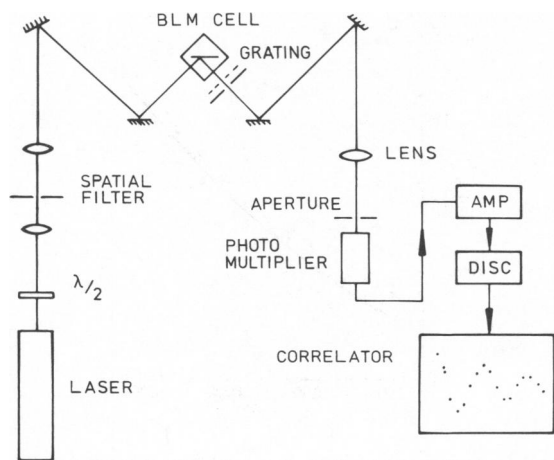 BLM CELL
GRATING
LENS
SPATIAL
FILTER
APERTURE
AMP
PHOTO
MULTIPLIER
DISC
λ/2
CORRELATOR
LASER